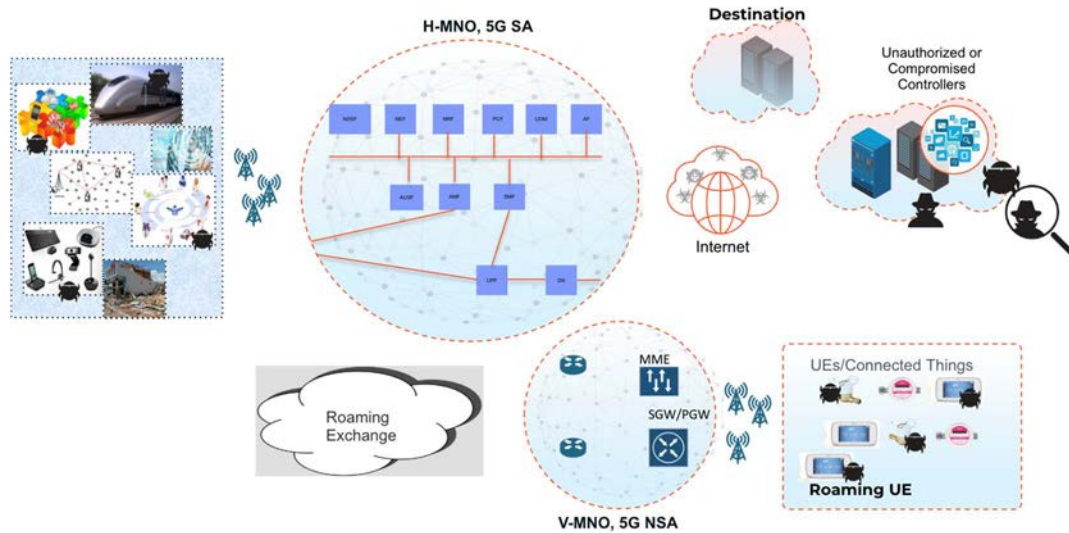 H-MNO, 5G SA
Destination
Unauthorized or
Compromised
Controllers
NSSF
NEF
NRF
PCF
UDM
AF
AUSF
AMF
SMF
Internet
UPF
DN
MME
SGW/PGW
UEs/Connected Things
Roaming
Exchange
Roaming UE
V-MNO, 5G NSA